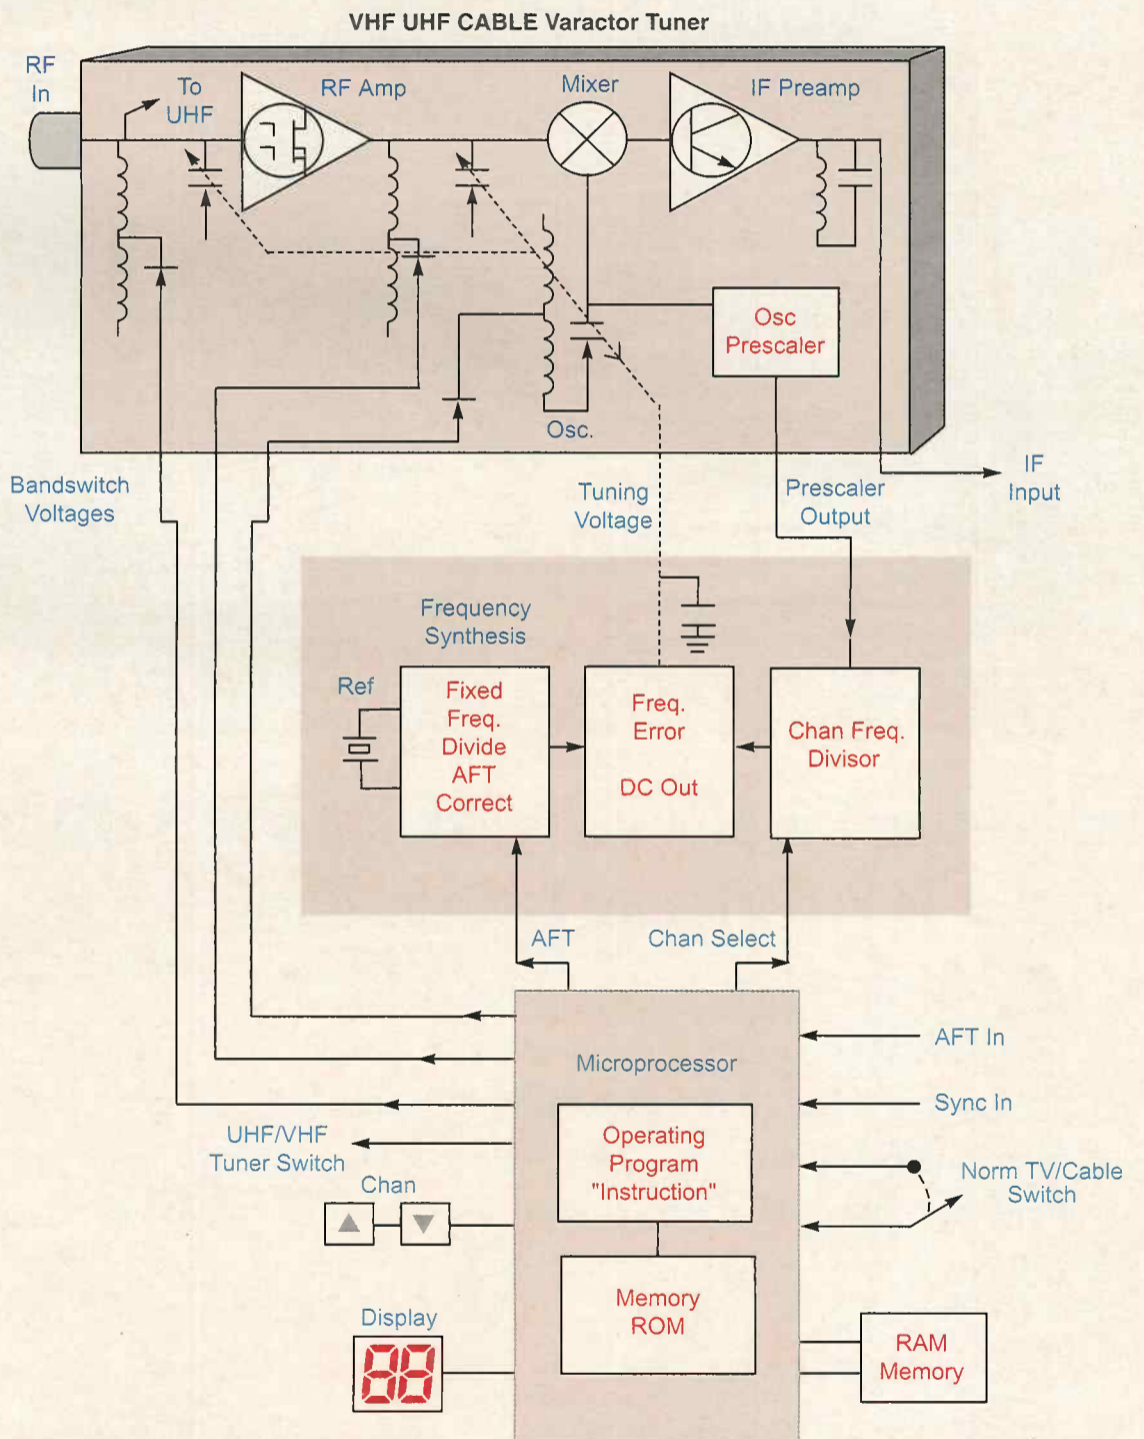 VHF UHF CABLE Varactor Tuner
RF
In
To
UHF
RF Amp
Mixer
IF Preamp
Osc
Prescaler
Osc.
Bandswitch
Voltages
Tuning
Voltage
Prescaler
Output
IF
Input
Frequency
Synthesis
Ref
Fixed
Freq.
Divide
AFT
Correct
Freq.
Error
DC Out
Chan Freq.
Divisor
AFT
Chan Select
Microprocessor
AFT In
Sync In
Operating
Program
"Instruction"
UHF/VHF
Tuner Switch
Norm TV/Cable
Switch
Chan
Memory
ROM
Display
88
RAM
Memory